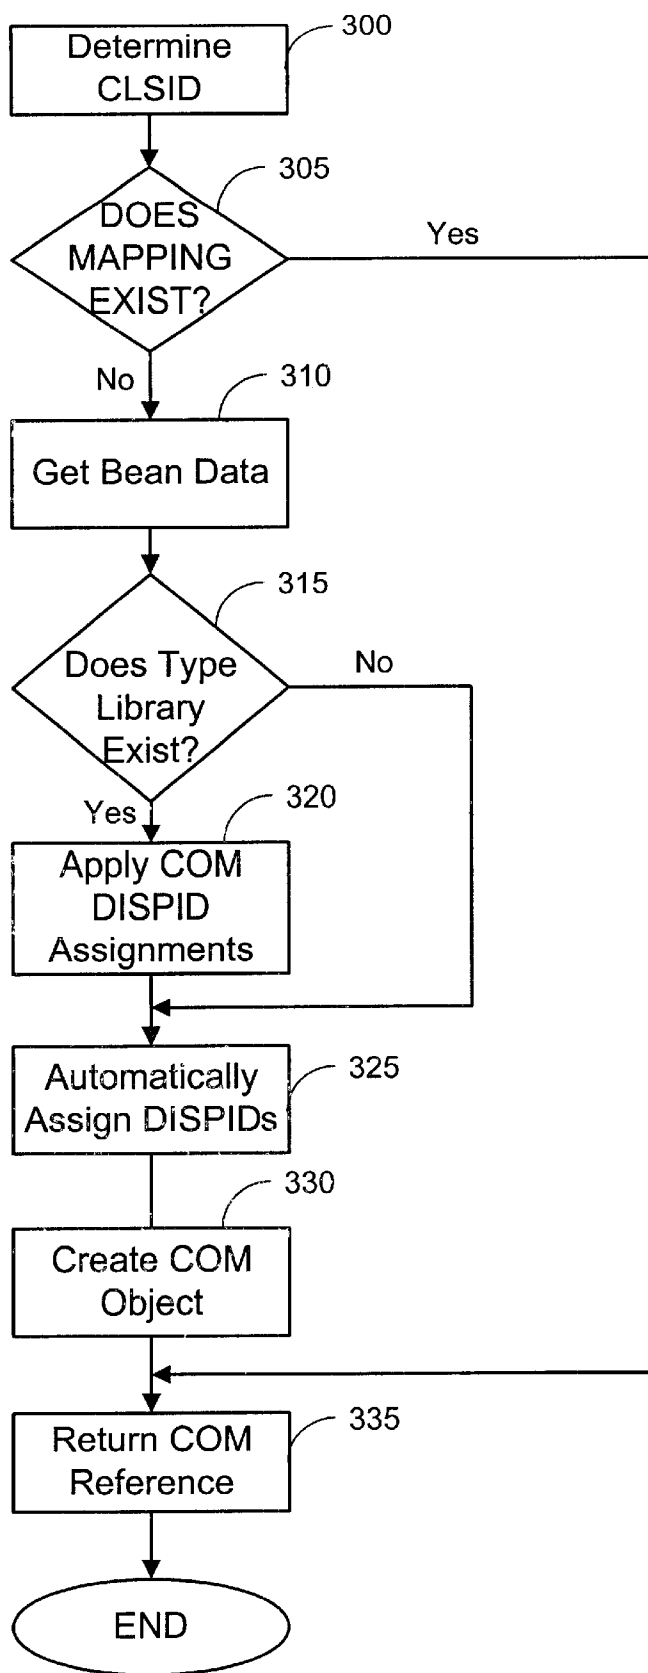 300
Determine
CLSID
305
DOES
MAPPING
EXIST?
Yes
No
310
Get Bean Data
315
Does Type
Library
Exist?
No
Yes
320
Apply COM
DISPID
Assignments
325
Automatically
Assign DISPIDs
330
Create COM
Object
335
Return COM
Reference
END